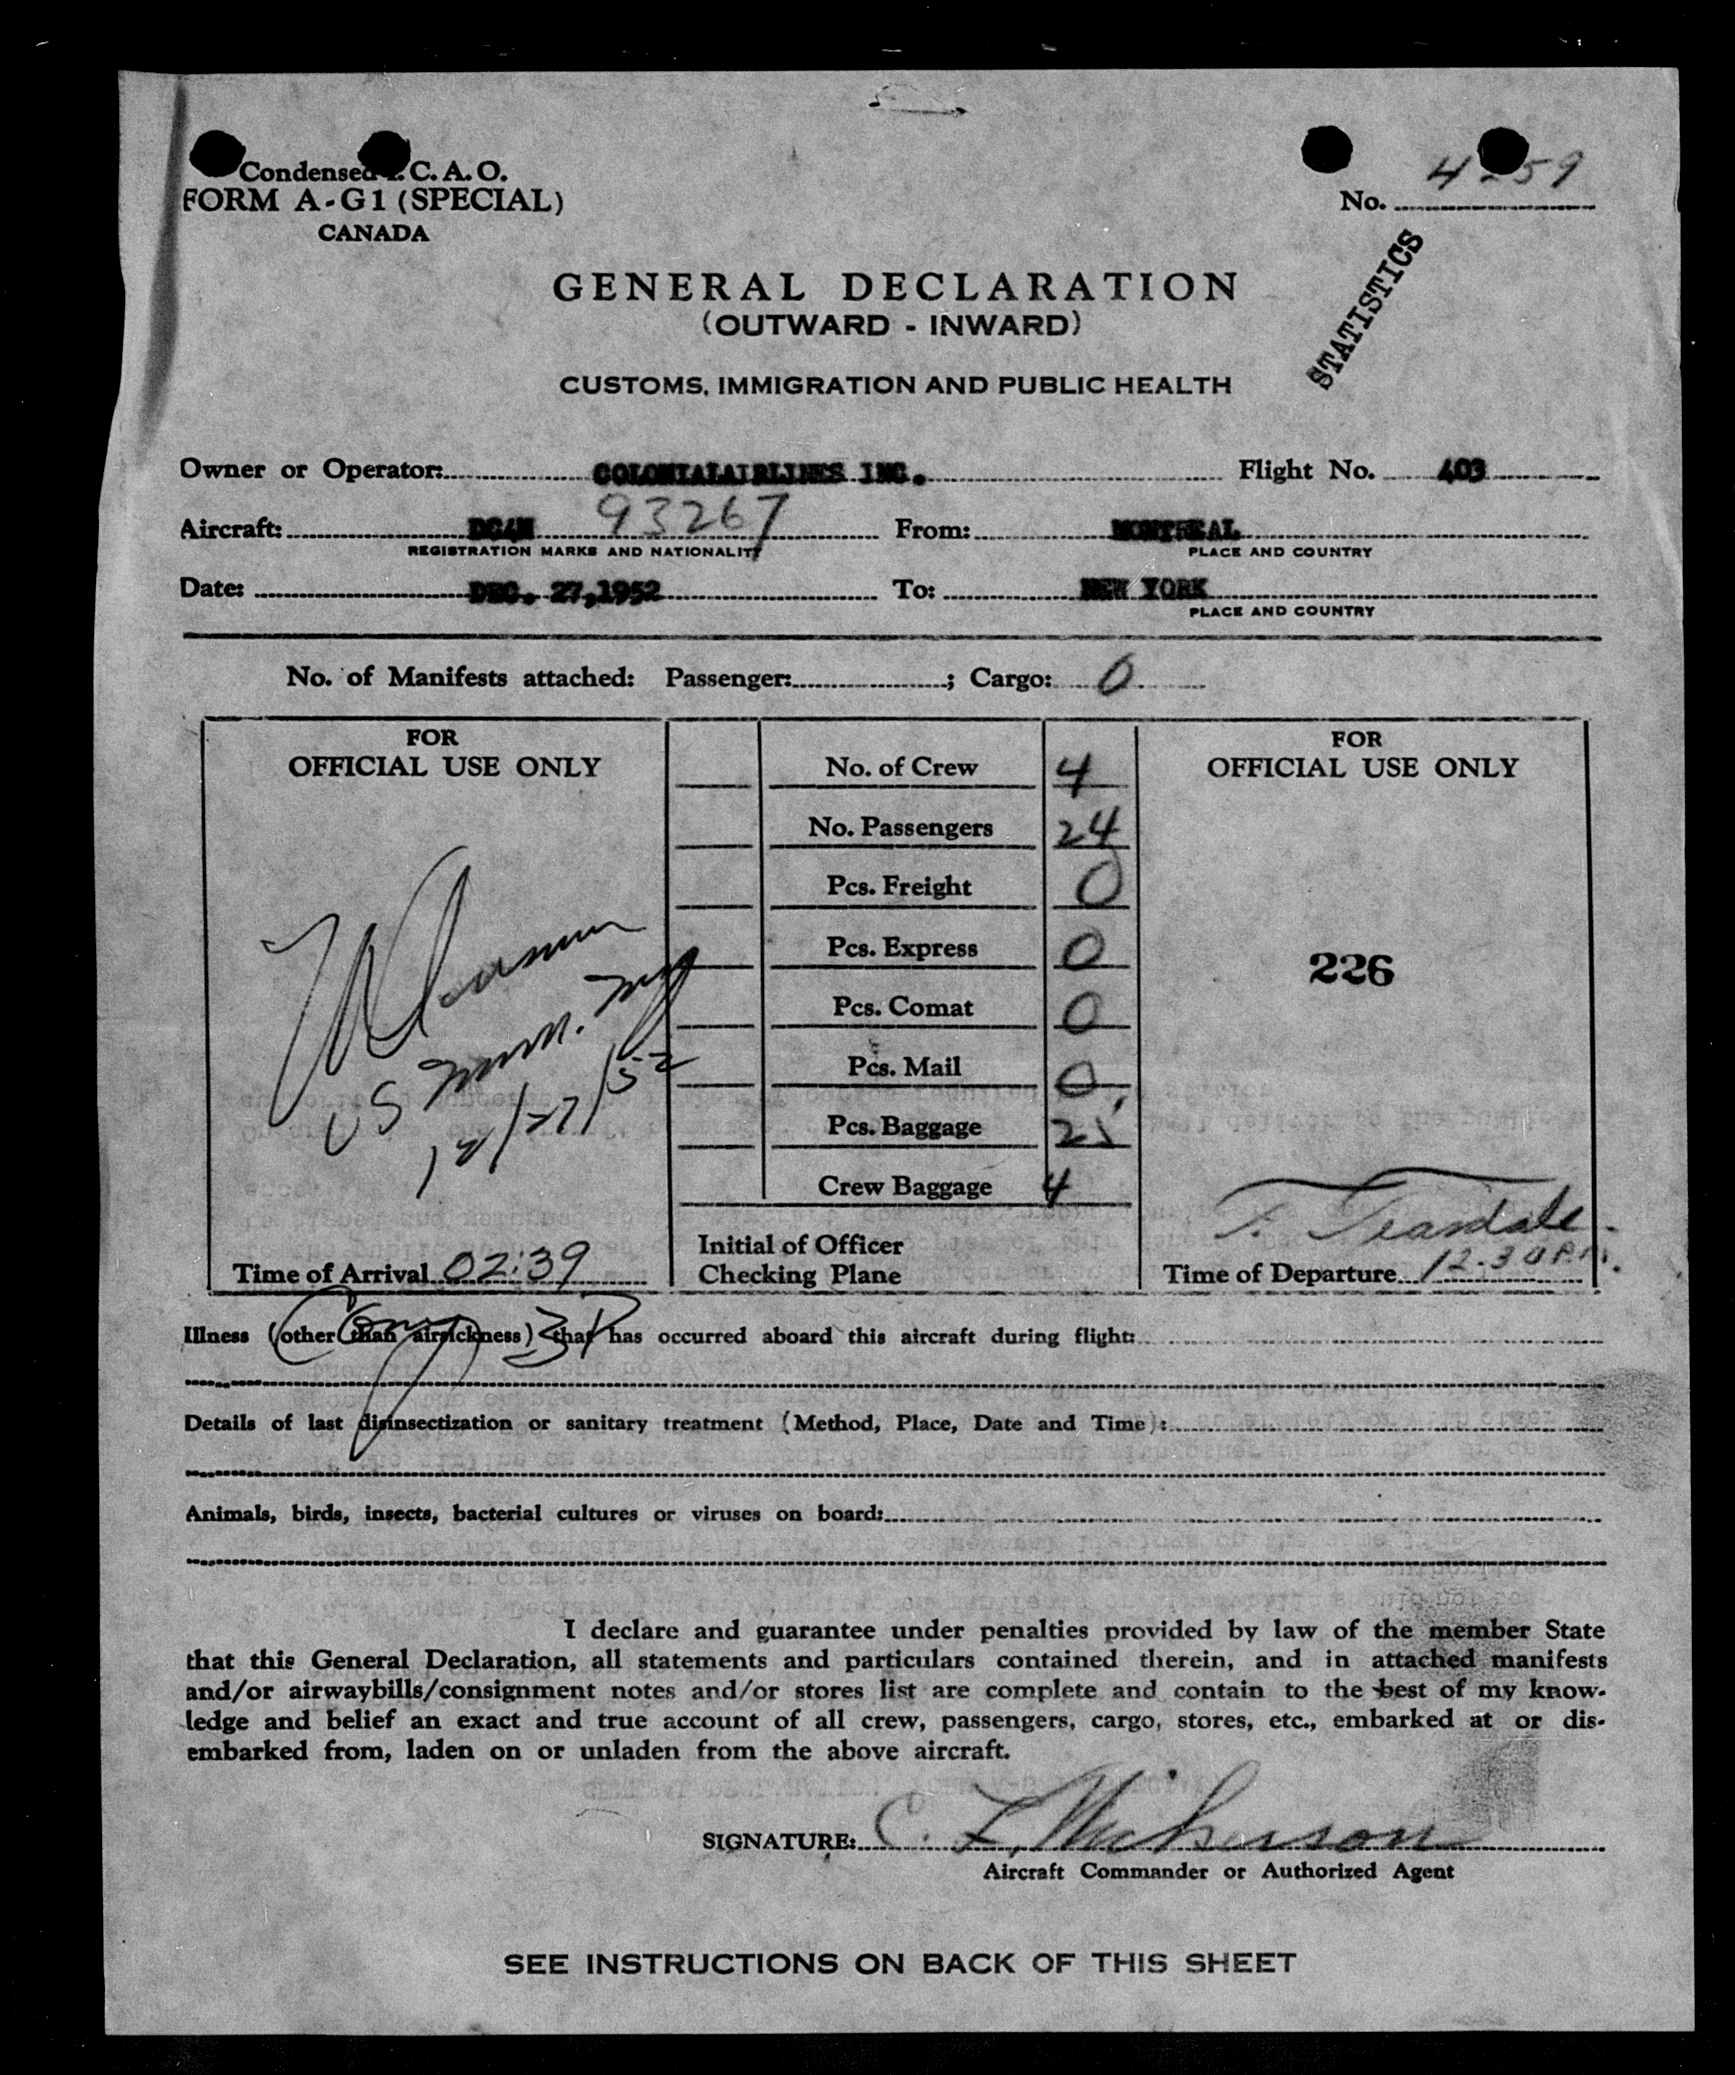 Condensed I. C. A. O.
FORM A-G1 (SPECIAL)
CANADA
No. 4-59
STATISTICS
GENERAL DECLARATION
(OUTWARD - INWARD)
CUSTOMS, IMMIGRATION AND PUBLIC HEALTH
Owner or Operator: COLONIALAIRLINES INC. Flight No. 403
Aircraft: DC4M 93267 From: MONTREAL
REGISTRATION MARKS AND NATIONALITY PLACE AND COUNTRY
Date: DEC. 27,1952 To: NEW YORK
PLACE AND COUNTRY
No. of Manifests attached: Passenger: ; Cargo: 0
FOR
OFFICIAL USE ONLY
US Imm.
12/27/52
Time of Arrival 02:39
No. of Crew 4
No. Passengers 24
Pcs. Freight 0
Pcs. Express 0
Pcs. Comat 0
Pcs. Mail 0
Pcs. Baggage 25
Crew Baggage 4
Initial of Officer
Checking Plane
FOR
OFFICIAL USE ONLY
226
T. Teasdale
Time of Departure 12.30 P.M.
Illness (other than airsickness) that has occurred aboard this aircraft during flight:
Details of last disinsectization or sanitary treatment (Method, Place, Date and Time):
Animals, birds, insects, bacterial cultures or viruses on board:
I declare and guarantee under penalties provided by law of the member State
that this General Declaration, all statements and particulars contained therein, and in attached manifests
and/or airwaybills/consignment notes and/or stores list are complete and contain to the best of my know-
ledge and belief an exact and true account of all crew, passengers, cargo, stores, etc., embarked at or dis-
embarked from, laden on or unladen from the above aircraft.
SIGNATURE: C. L. Nickerson
Aircraft Commander or Authorized Agent
SEE INSTRUCTIONS ON BACK OF THIS SHEET